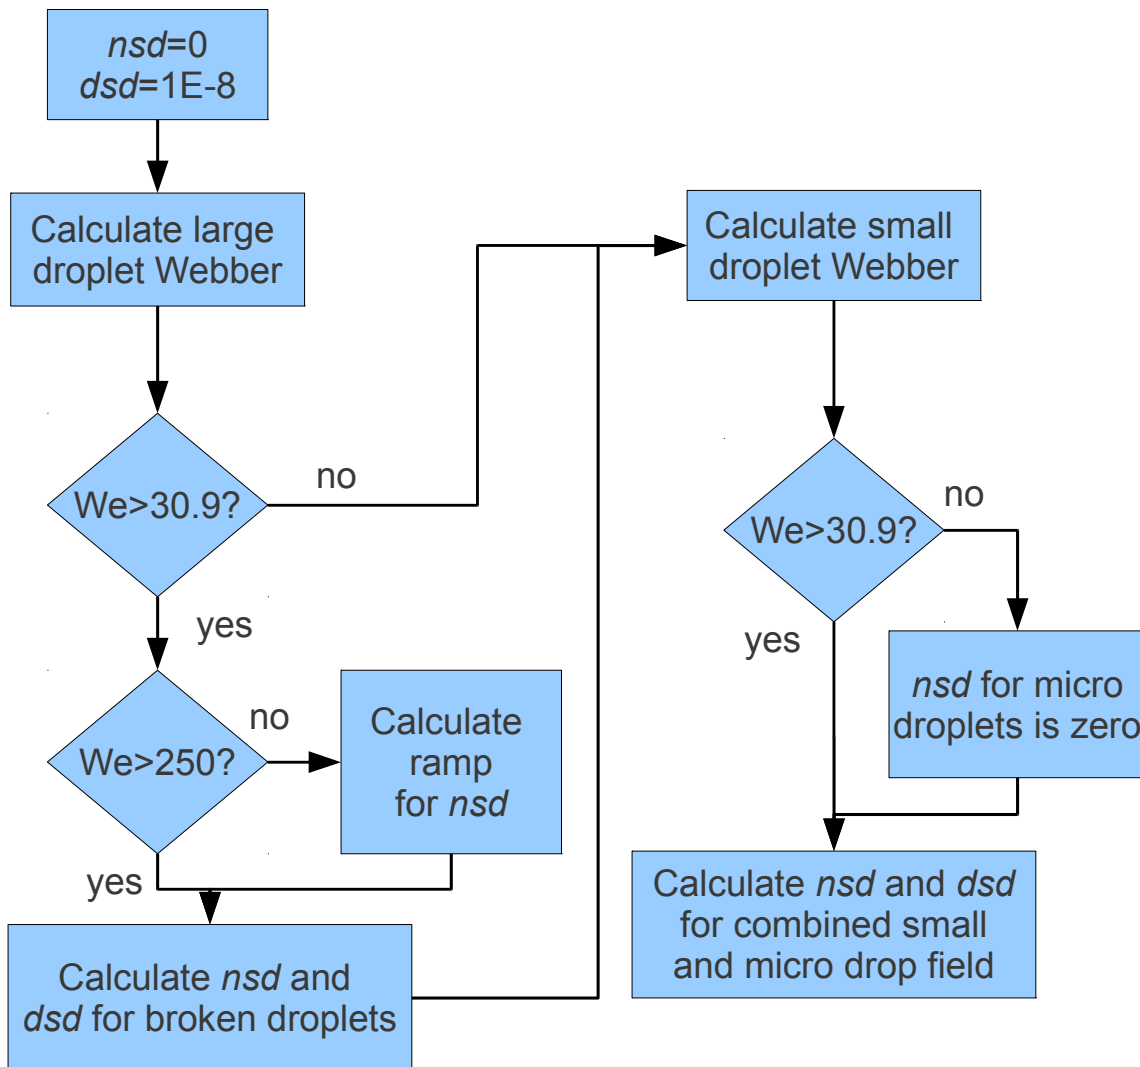 nsd=0
dsd=1E-8
Calculate large
droplet Webber
We>30.9?
no
yes
We>250?
no
Calculate
ramp
for nsd
yes
Calculate nsd and
dsd for broken droplets
Calculate small
droplet Webber
We>30.9?
no
yes
nsd for micro
droplets is zero
Calculate nsd and dsd
for combined small
and micro drop field